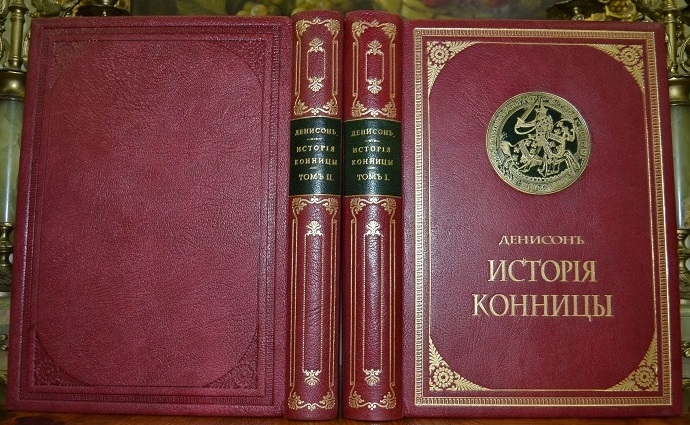 ДЕНИСОНЪ.
ИСТОРІЯ
КОННИЦЫ
ТОМЪ II.
ДЕНИСОНЪ.
ИСТОРІЯ
КОННИЦЫ
ТОМЪ I.
ДЕНИСОНЪ
ИСТОРІЯ
КОННИЦЫ